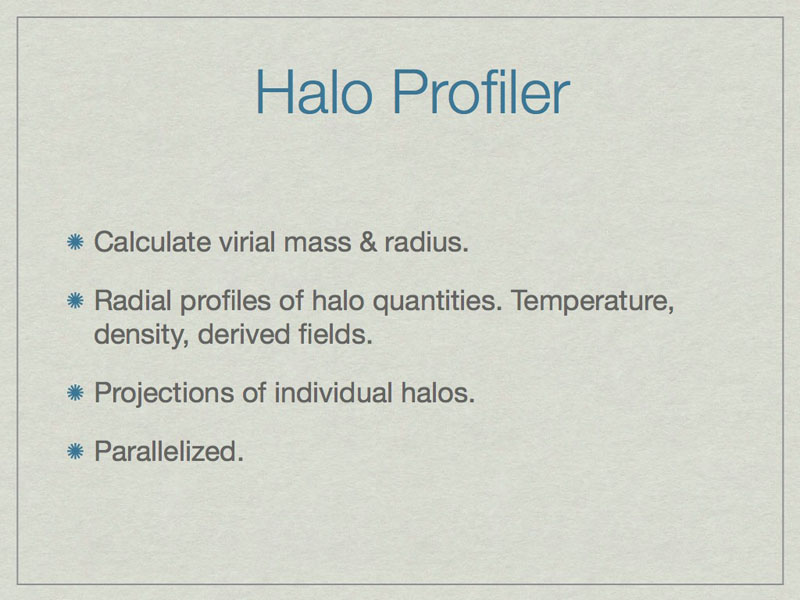 Halo Profiler
Calculate virial mass & radius.
Radial profiles of halo quantities. Temperature,
density, derived fields.
Projections of individual halos.
Parallelized.